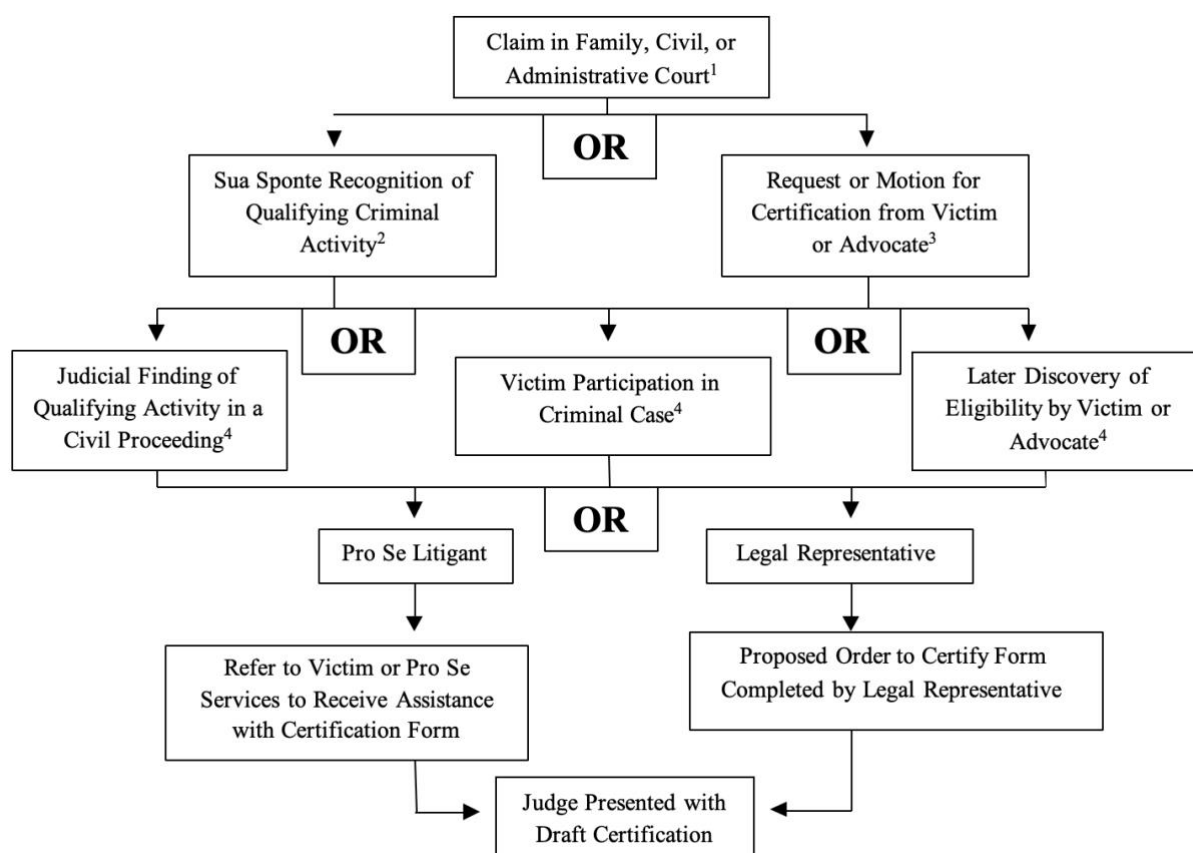 Claim in Family, Civil, or
Administrative Court¹
OR
Sua Sponte Recognition of
Qualifying Criminal
Activity²
Request or Motion for
Certification from Victim
or Advocate³
OR
OR
Judicial Finding of
Qualifying Activity in a
Civil Proceeding⁴
Victim Participation in
Criminal Case⁴
Later Discovery of
Eligibility by Victim or
Advocate⁴
OR
Pro Se Litigant
Legal Representative
Refer to Victim or Pro Se
Services to Receive Assistance
with Certification Form
Proposed Order to Certify Form
Completed by Legal Representative
Judge Presented with
Draft Certification